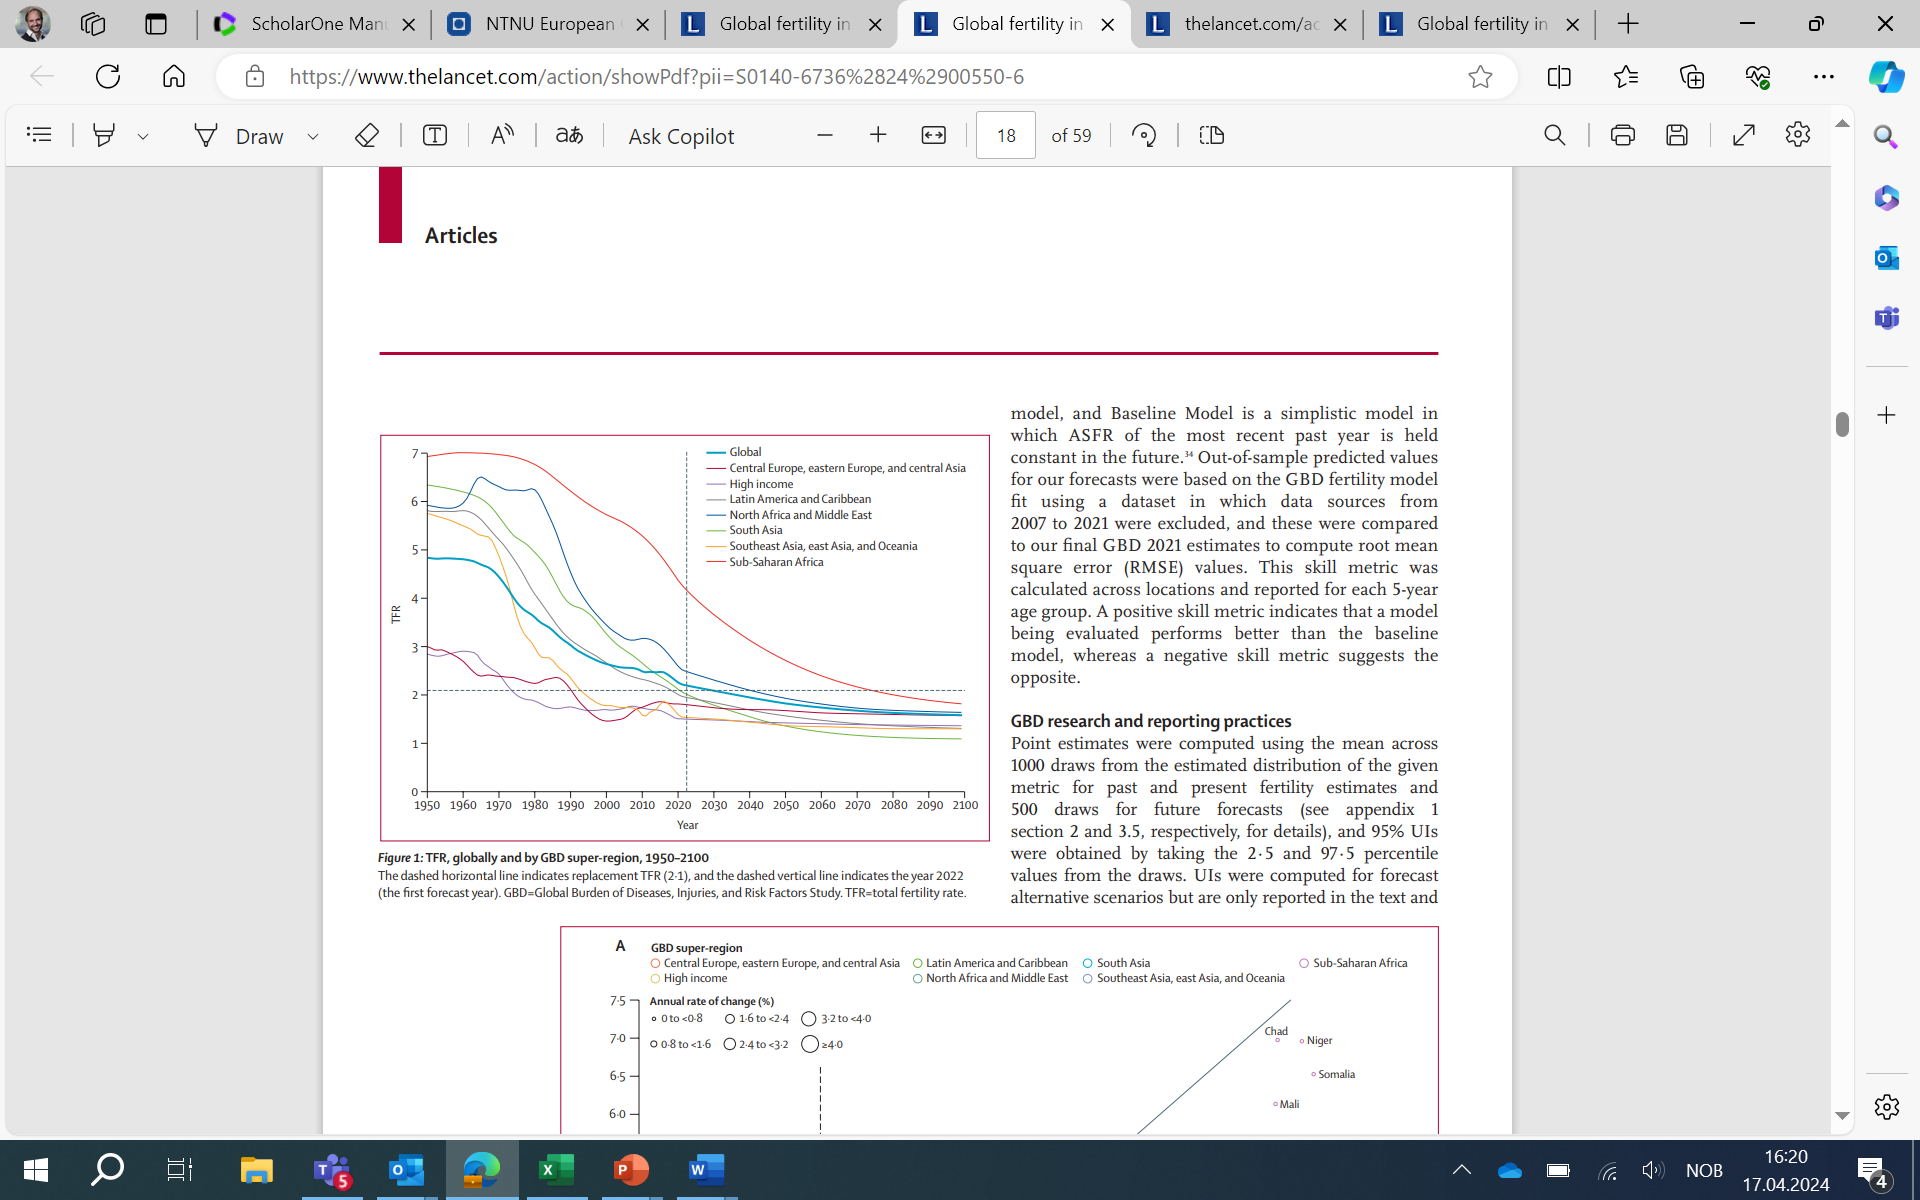 ScholarOne Man
NTNU European
Global fertility in
Global fertility in
thelancet.com/ac
Global fertility in
https://www.thelancet.com/action/showPdf?pii=S0140-6736%2824%2900550-6
Draw
Ask Copilot
18
of 59
Articles
7
6
5
4
3
2
1
0
TFR
Global
Central Europe, eastern Europe, and central Asia
High income
Latin America and Caribbean
North Africa and Middle East
South Asia
Southeast Asia, east Asia, and Oceania
Sub-Saharan Africa
1950 1960 1970 1980 1990 2000 2010 2020 2030 2040 2050 2060 2070 2080 2090 2100
Year
Figure 1: TFR, globally and by GBD super-region, 1950–2100
The dashed horizontal line indicates replacement TFR (2·1), and the dashed vertical line indicates the year 2022
(the first forecast year). GBD=Global Burden of Diseases, Injuries, and Risk Factors Study. TFR=total fertility rate.
model, and Baseline Model is a simplistic model in
which ASFR of the most recent past year is held
constant in the future.³⁴ Out-of-sample predicted values
for our forecasts were based on the GBD fertility model
fit using a dataset in which data sources from
2007 to 2021 were excluded, and these were compared
to our final GBD 2021 estimates to compute root mean
square error (RMSE) values. This skill metric was
calculated across locations and reported for each 5-year
age group. A positive skill metric indicates that a model
being evaluated performs better than the baseline
model, whereas a negative skill metric suggests the
opposite.
GBD research and reporting practices
Point estimates were computed using the mean across
1000 draws from the estimated distribution of the given
metric for past and present fertility estimates and
500 draws for future forecasts (see appendix 1
section 2 and 3.5, respectively, for details), and 95% UIs
were obtained by taking the 2·5 and 97·5 percentile
values from the draws. UIs were computed for forecast
alternative scenarios but are only reported in the text and
A
GBD super-region
Central Europe, eastern Europe, and central Asia
Latin America and Caribbean
South Asia
Sub-Saharan Africa
High income
North Africa and Middle East
Southeast Asia, east Asia, and Oceania
Annual rate of change (%)
0 to <0·8
1·6 to <2·4
3·2 to <4·0
0·8 to <1·6
2·4 to <3·2
≥4·0
7·5
7·0
6·5
6·0
Chad
Niger
Somalia
Mali
5
NOB
16:20
17.04.2024
4